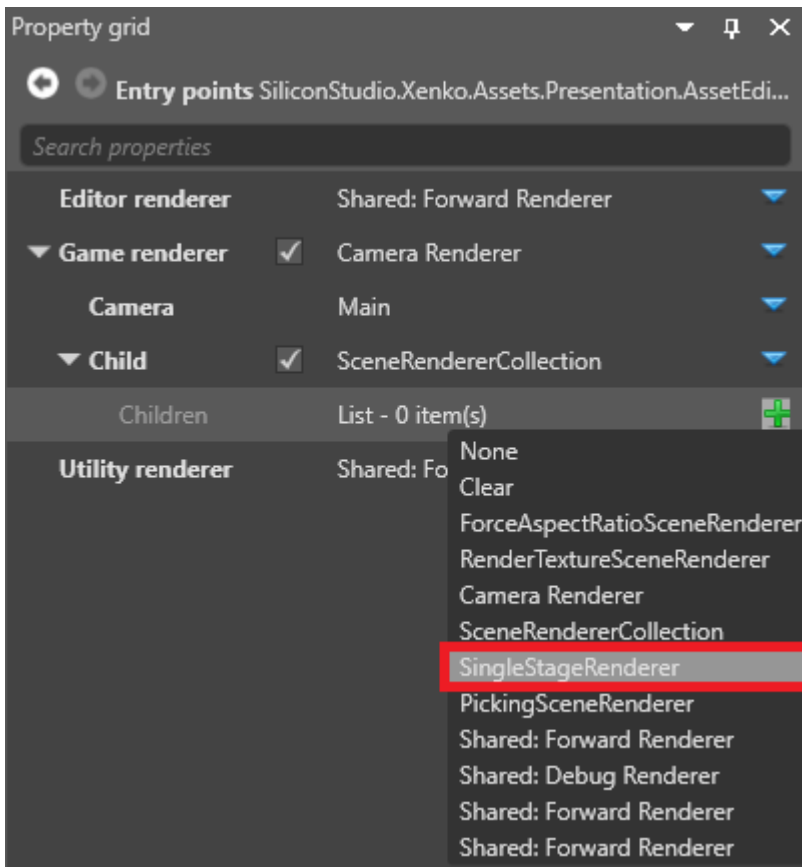 Property grid
Entry points SiliconStudio.Xenko.Assets.Presentation.AssetEdi...
Search properties
Editor renderer Shared: Forward Renderer
Game renderer Camera Renderer
Camera Main
Child SceneRendererCollection
Children List - 0 item(s)
Utility renderer Shared: Fo
None
Clear
ForceAspectRatioSceneRenderer
RenderTextureSceneRenderer
Camera Renderer
SceneRendererCollection
SingleStageRenderer
PickingSceneRenderer
Shared: Forward Renderer
Shared: Debug Renderer
Shared: Forward Renderer
Shared: Forward Renderer